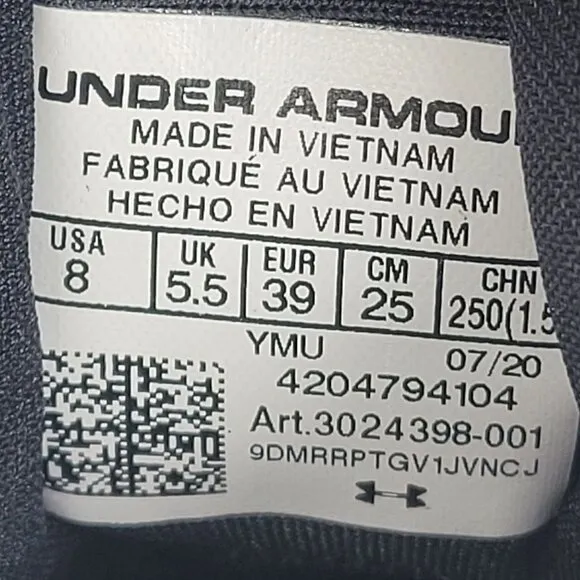 UNDER ARMOU
MADE IN VIETNAM
FABRIQUÉ AU VIETNAM
HECHO EN VIETNAM
USA UK EUR CM CHN
8 5.5 39 25 250(1.5
YMU 07/20
4204794104
Art.3024398-001
9DMRRPTGV1JVNCJ